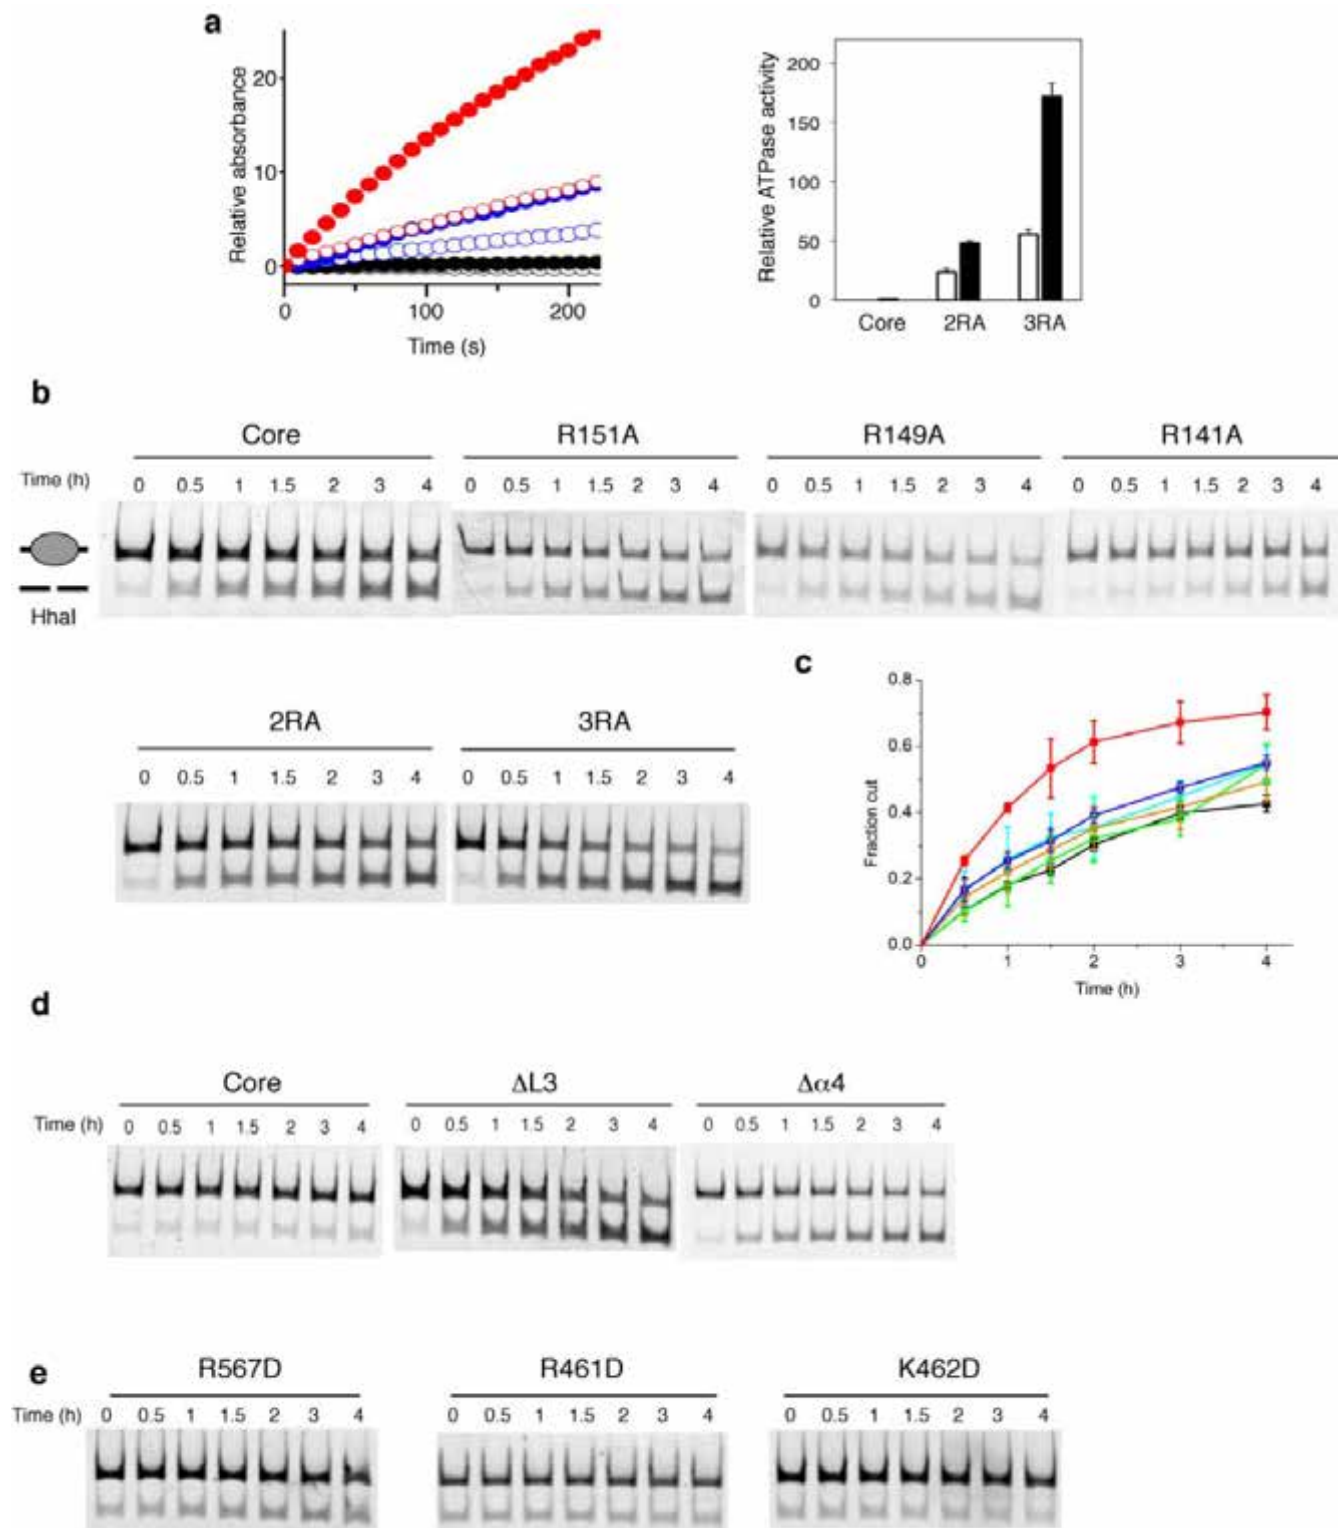 a
Relative absorbance
20
10
0
0 100 200
Time (s)
Relative ATPase activity
200
150
100
50
0
Core 2RA 3RA
b
Core R151A R149A R141A
Time (h) 0 0.5 1 1.5 2 3 4 0 0.5 1 1.5 2 3 4 0 0.5 1 1.5 2 3 4 0 0.5 1 1.5 2 3 4
HhaI
2RA 3RA
0 0.5 1 1.5 2 3 4 0 0.5 1 1.5 2 3 4
c
Fraction cut
0.8
0.6
0.4
0.2
0.0
0 1 2 3 4
Time (h)
d
Core ΔL3 Δα4
Time (h) 0 0.5 1 1.5 2 3 4 0 0.5 1 1.5 2 3 4 0 0.5 1 1.5 2 3 4
e
R567D R461D K462D
Time (h) 0 0.5 1 1.5 2 3 4 0 0.5 1 1.5 2 3 4 0 0.5 1 1.5 2 3 4